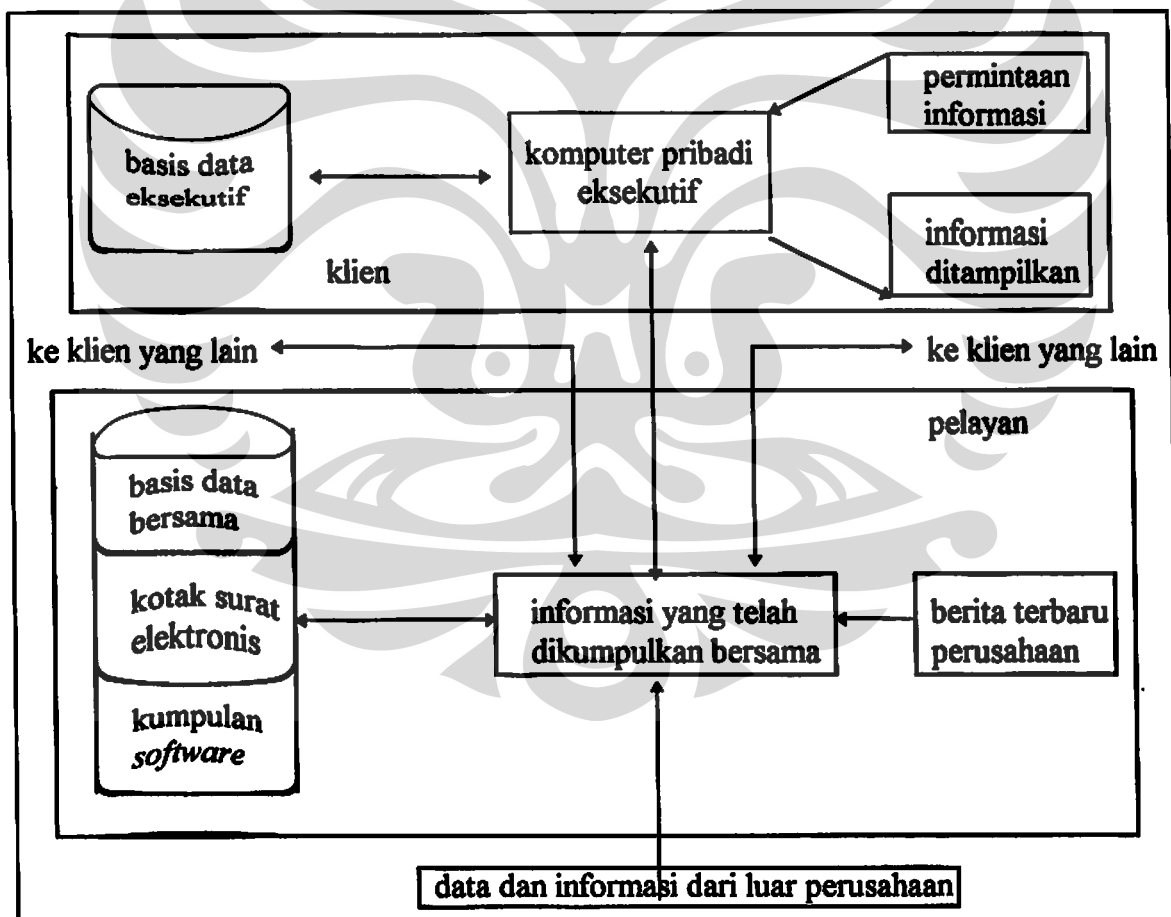 basis data
eksekutif
komputer pribadi
eksekutif
permintaan
informasi
informasi
ditampilkan
klien
ke klien yang lain
ke klien yang lain
pelayan
basis data
bersama
kotak surat
elektronis
kumpulan
software
informasi yang telah
dikumpulkan bersama
berita terbaru
perusahaan
data dan informasi dari luar perusahaan